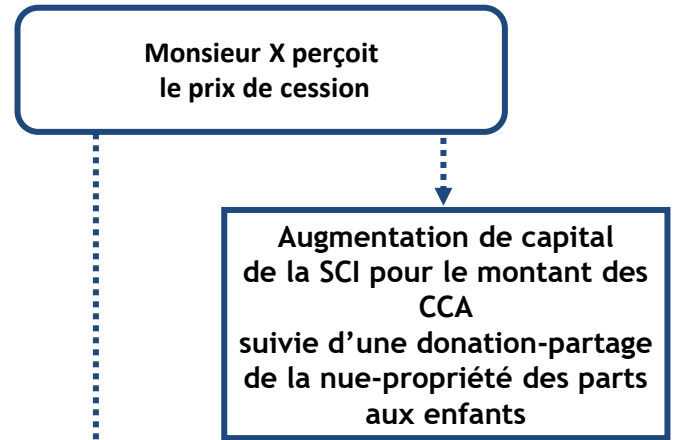 Monsieur X perçoit
le prix de cession
Augmentation de capital
de la SCI pour le montant des
CCA
suivie d’une donation-partage
de la nue-propriété des parts
aux enfants